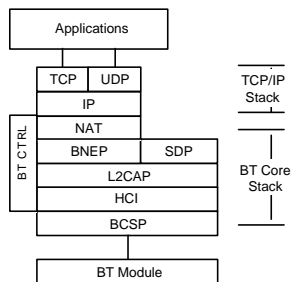 Applications
TCP UDP
TCP/IP
Stack
IP
NAT
BT CTRL
BNEP SDP
BT Core
Stack
L2CAP
HCI
BCSP
BT Module